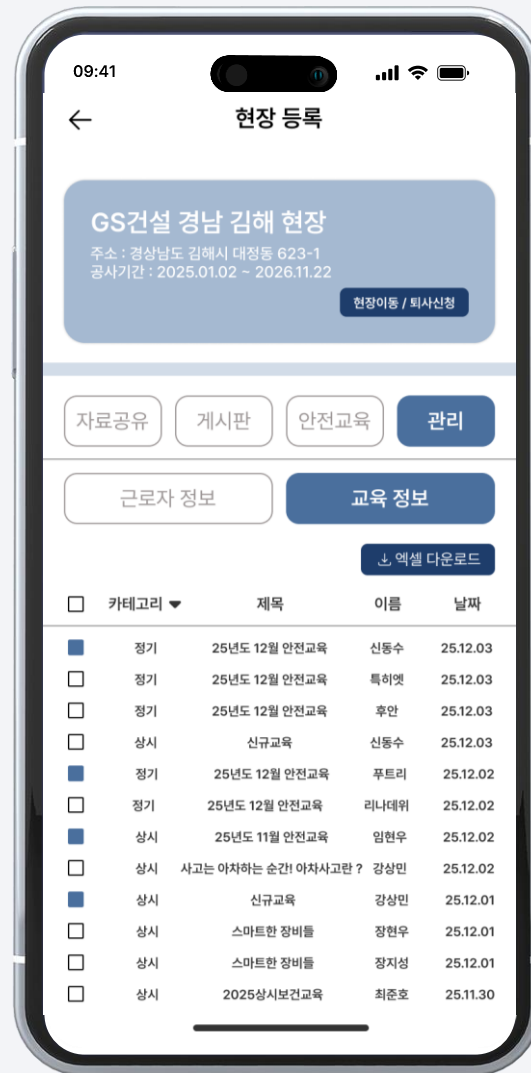 09:41
현장 등록
GS건설 경남 김해 현장
주소 : 경상남도 김해시 대정동 623-1
공사기간 : 2025.01.02 ~ 2026.11.22
현장이동 / 퇴사신청
자료공유 게시판 안전교육 관리
근로자 정보 교육 정보
엑셀 다운로드
카테고리 제목 이름 날짜
정기 25년도 12월 안전교육 신동수 25.12.03
정기 25년도 12월 안전교육 특히엣 25.12.03
정기 25년도 12월 안전교육 후안 25.12.03
상시 신규교육 신동수 25.12.03
정기 25년도 12월 안전교육 푸트리 25.12.02
정기 25년도 12월 안전교육 리나데위 25.12.02
상시 25년도 11월 안전교육 임현우 25.12.02
상시 사고는 아차하는 순간! 아차사고란 ? 강상민 25.12.02
상시 신규교육 강상민 25.12.01
상시 스마트한 장비들 장현우 25.12.01
상시 스마트한 장비들 장지성 25.12.01
상시 2025상시보건교육 최준호 25.11.30